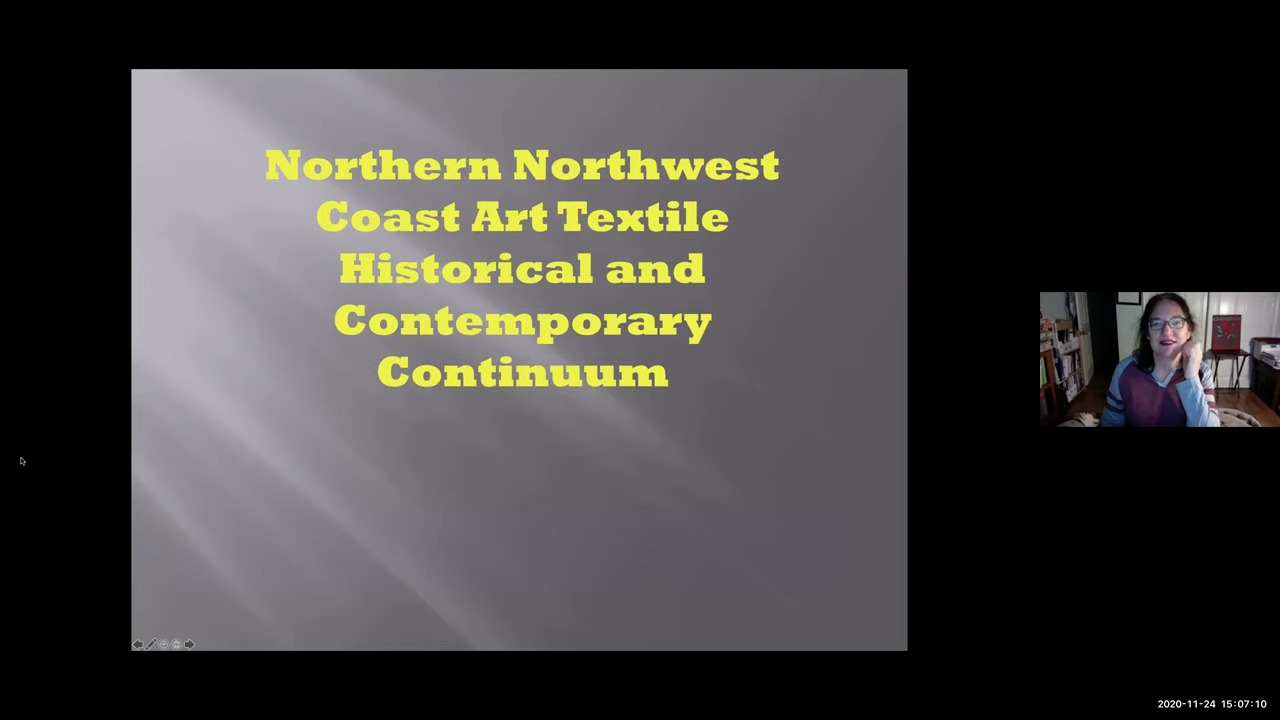 Northern Northwest
Coast Art Textile
Historical and
Contemporary
Continuum
2020-11-24 15:07:10